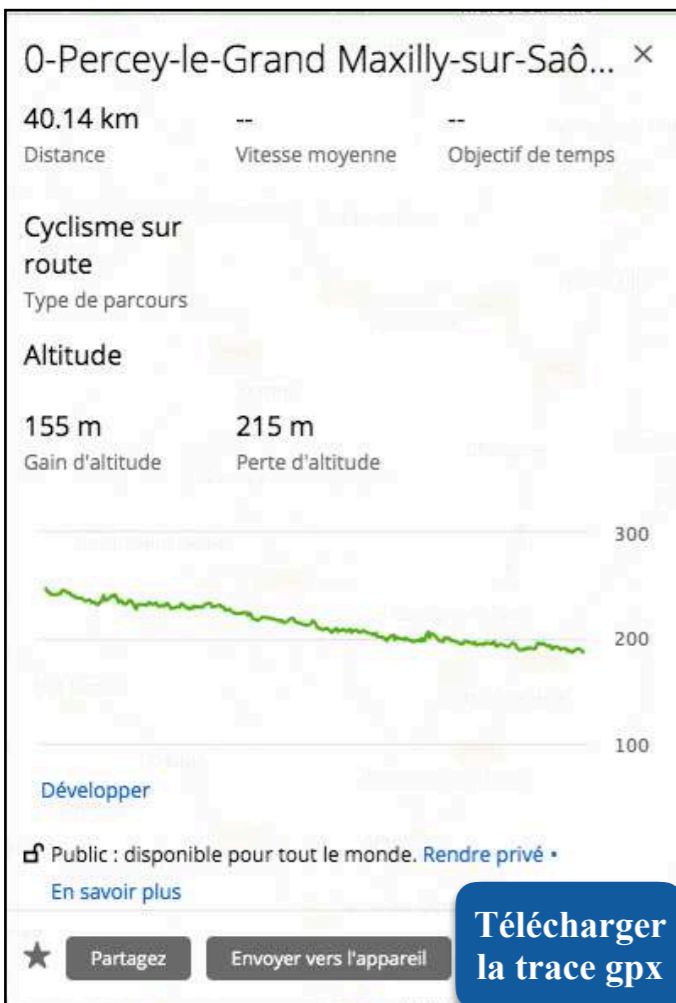 0-Percey-le-Grand Maxilly-sur-Saô... ×
40.14 km -- --
Distance Vitesse moyenne Objectif de temps
Cyclisme sur
route
Type de parcours
Altitude
155 m 215 m
Gain d'altitude Perte d'altitude
300
200
100
Développer
Public : disponible pour tout le monde. Rendre privé •
En savoir plus
Partagez Envoyer vers l'appareil
Télécharger
la trace gpx